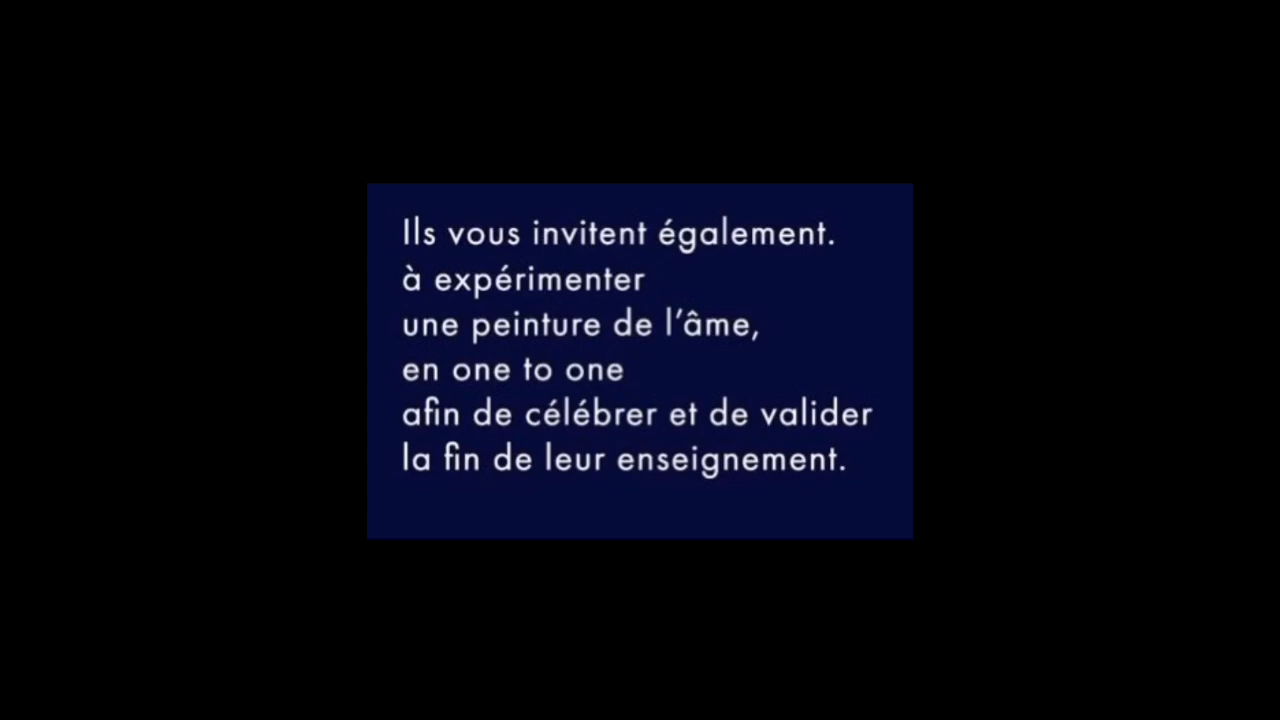 Ils vous invitent également.
à expérimenter
une peinture de l’âme,
en one to one
afin de célébrer et de valider
la fin de leur enseignement.